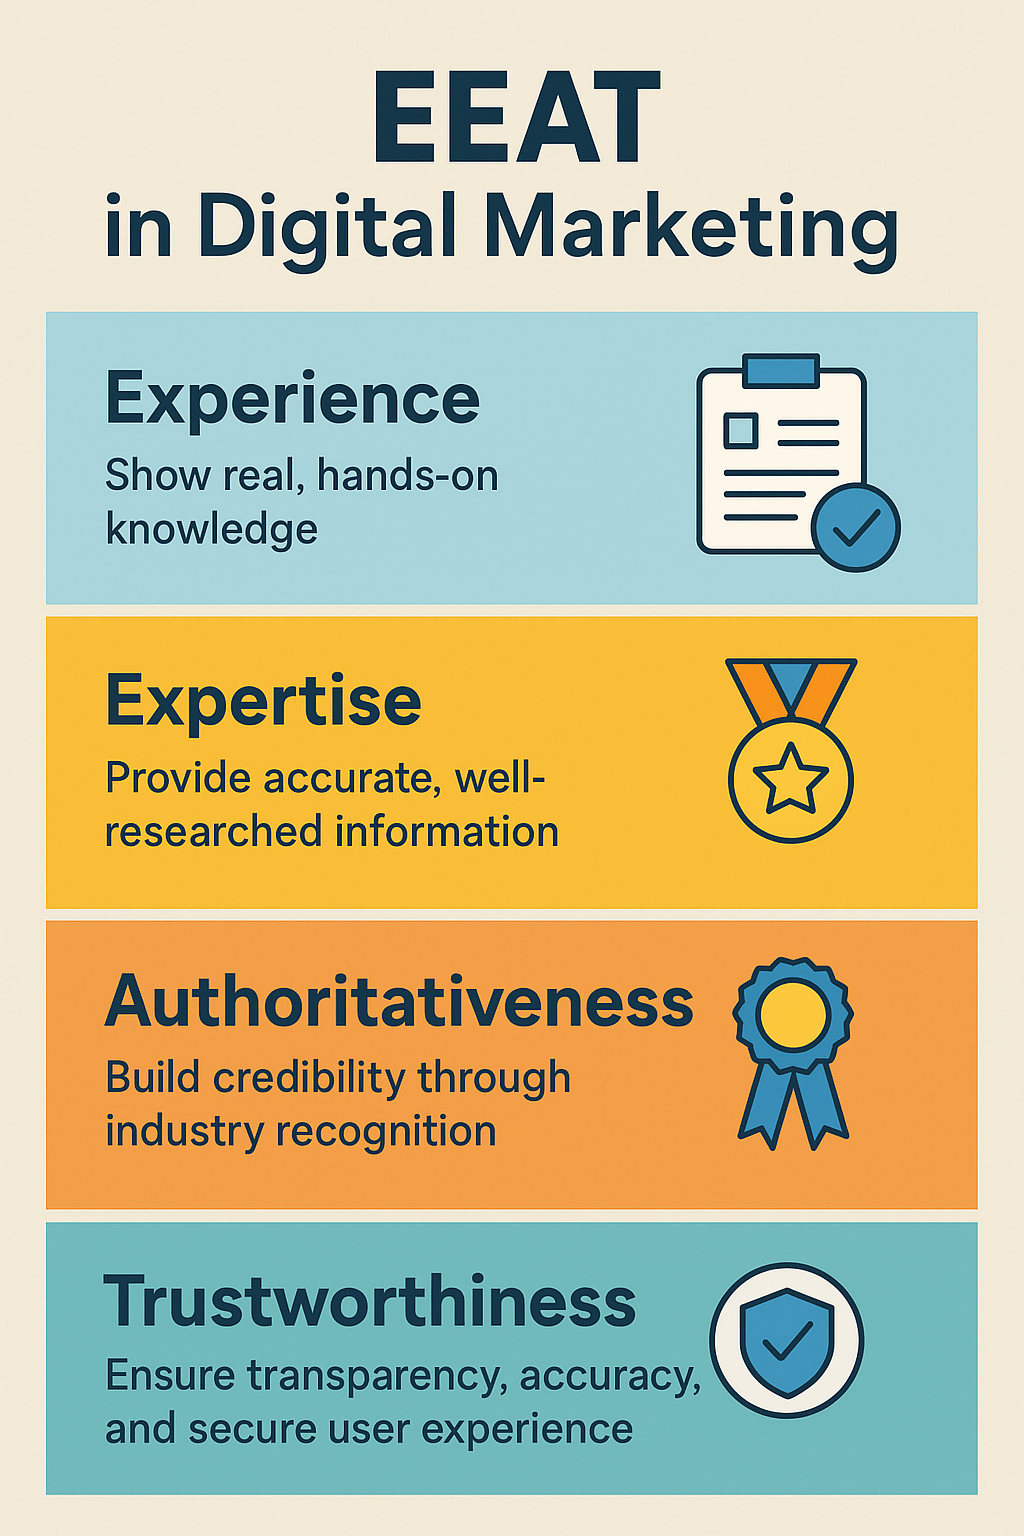 EEAT
in Digital Marketing
Experience
Show real, hands-on
knowledge
Expertise
Provide accurate, well-
researched information
Authoritativeness
Build credibility through
industry recognition
Trustworthiness
Ensure transparency, accuracy,
and secure user experience